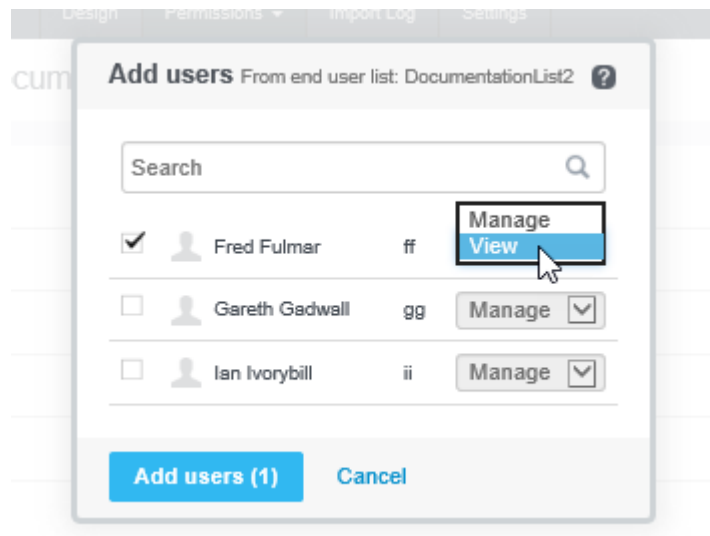 Design Permissions Import Log Settings
cum
Add users From end user list: DocumentationList2 ?
Search
Manage
Fred Fulmar ff View
Gareth Gadwall gg Manage
Ian Ivorybill ii Manage
Add users (1) Cancel